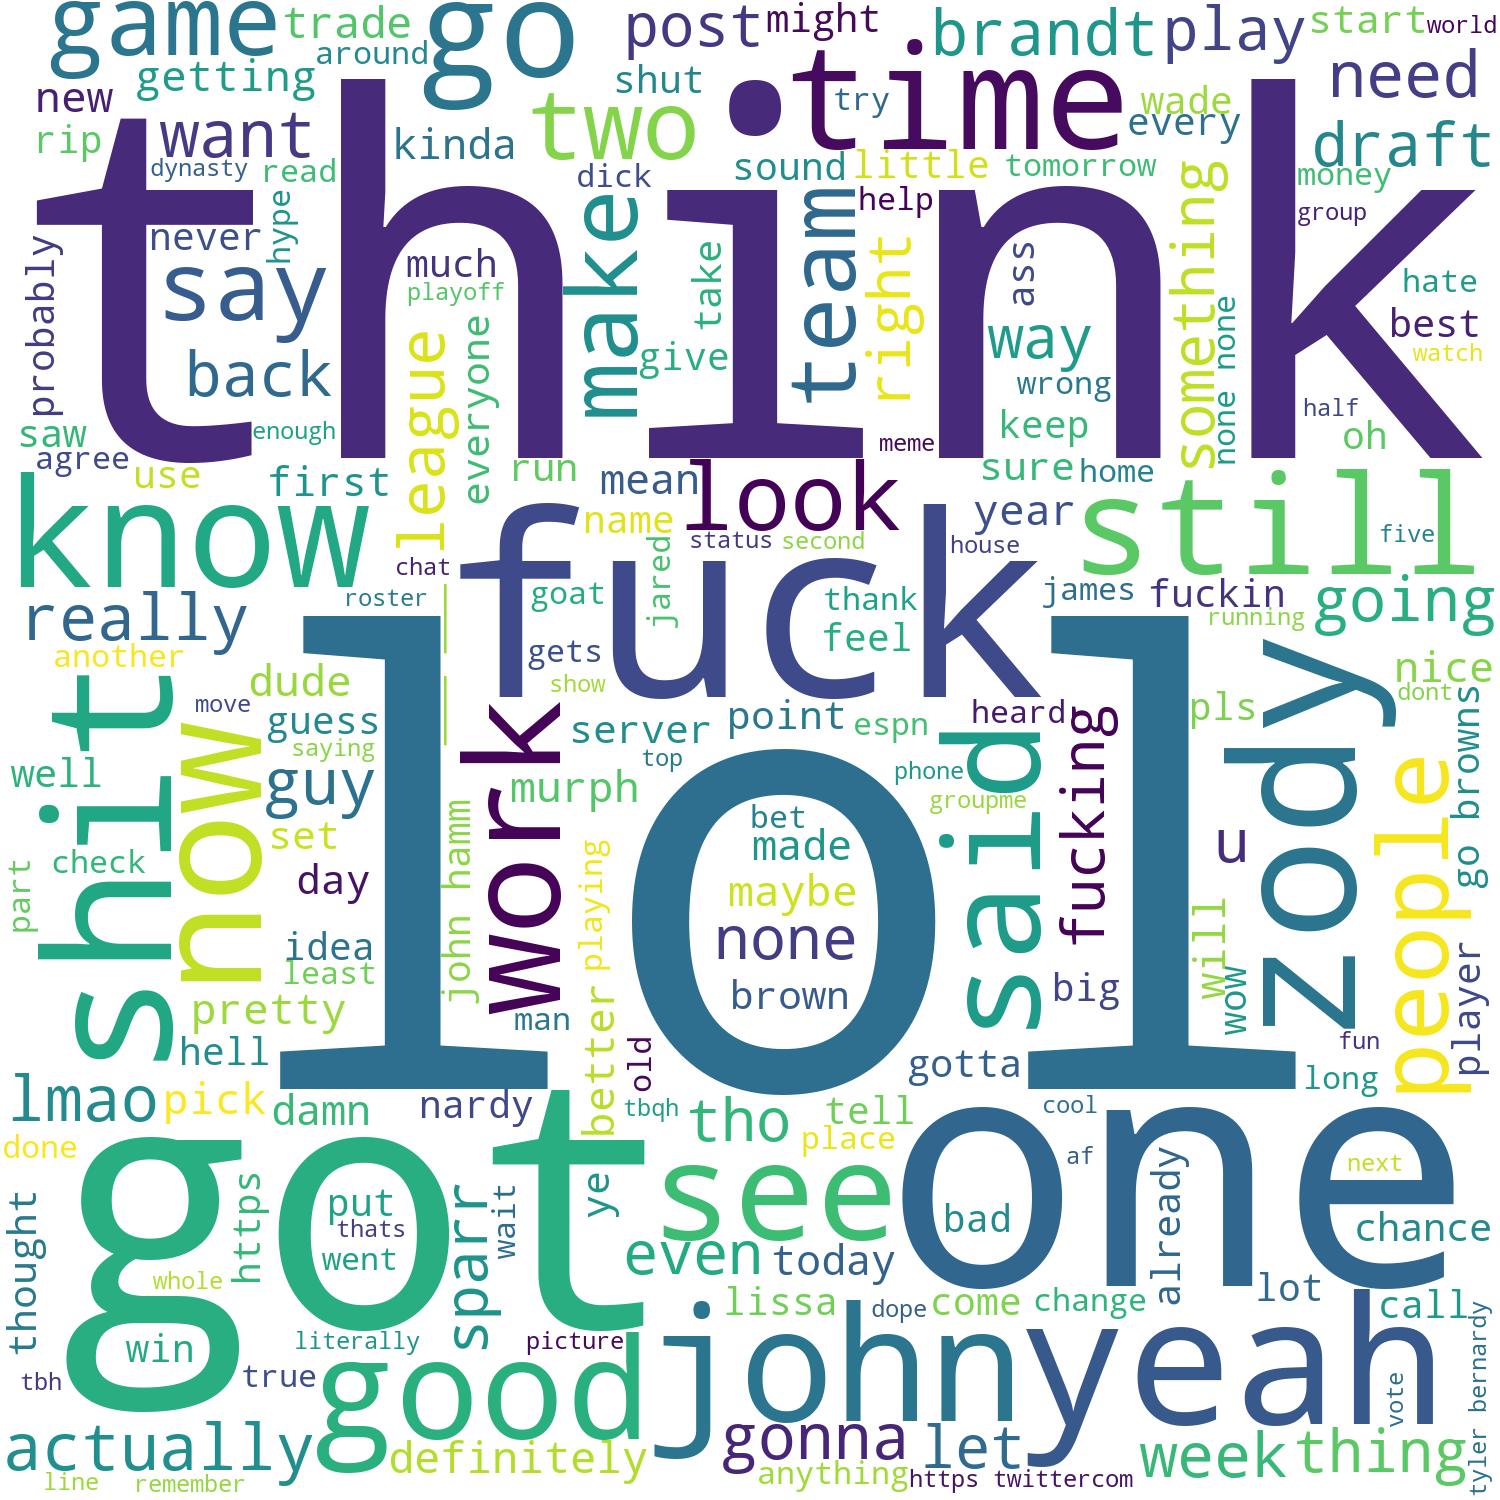 game
trade
around
go
post
might
brandt
play
start
world
getting
shut
time
need
new
want
kinda
two
try
wade
every
draft
rip
dynasty
read
think
dick
sound
little
tomorrow
money
help
group
never
hype
say
much
playoff
make
take
team
right
ass
something
none none
hate
best
watch
probably
back
league
everyone
give
way
wrong
keep
half
oh
saw
agree
enough
use
first
run
mean
look
meme
sure
home
year
still
five
know
chat
name
status
second
house
fuck
jared
goat
roster
thank
feel
james
fuckin
running
going
really
another
gets
show
nice
dont
shit
now
move
dude
guess
saying
guy
work
server
point
top
espn
heard
fucking
pls
zody
go browns
well
lol
murph
phone
groupme
said
bet
made
maybe
none
brown
set
check
day
john hamm
playing
u
people
part
idea
least
pretty
man
better
big
will
wow
player
hell
old
gotta
fun
long
lmao
pick
damn
nardy
tbqh
tho
tell
place
cool
one
done
got
see
af
already
next
thought
https
put
thats
went
sparr
wait
ye
even
today
bad
chance
whole
lissa
dope
come
change
lot
call
win
literally
picture
john
yeah
tbh
true
good
vote
tyler bernardy
actually
definitely
gonna
let
week
thing
line
remember
anything
https twittercom